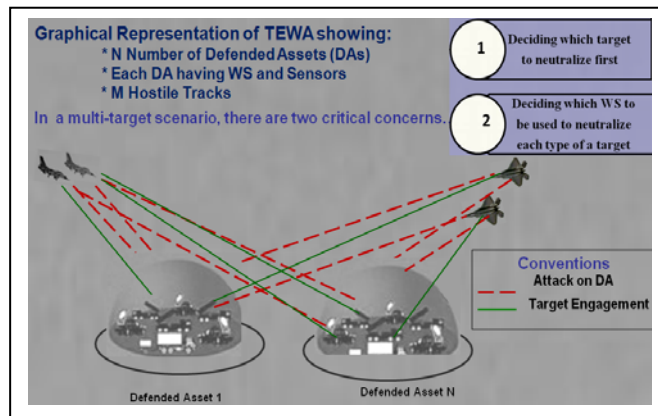 Graphical Representation of TEWA showing:
* N Number of Defended Assets (DAs)
* Each DA having WS and Sensors
* M Hostile Tracks
In a multi-target scenario, there are two critical concerns..
1
Deciding which target
to neutralize first
2
Deciding which WS to
be used to neutralize
each type of a target
Conventions
Attack on DA
Target Engagement
Defended Asset 1
Defended Asset N